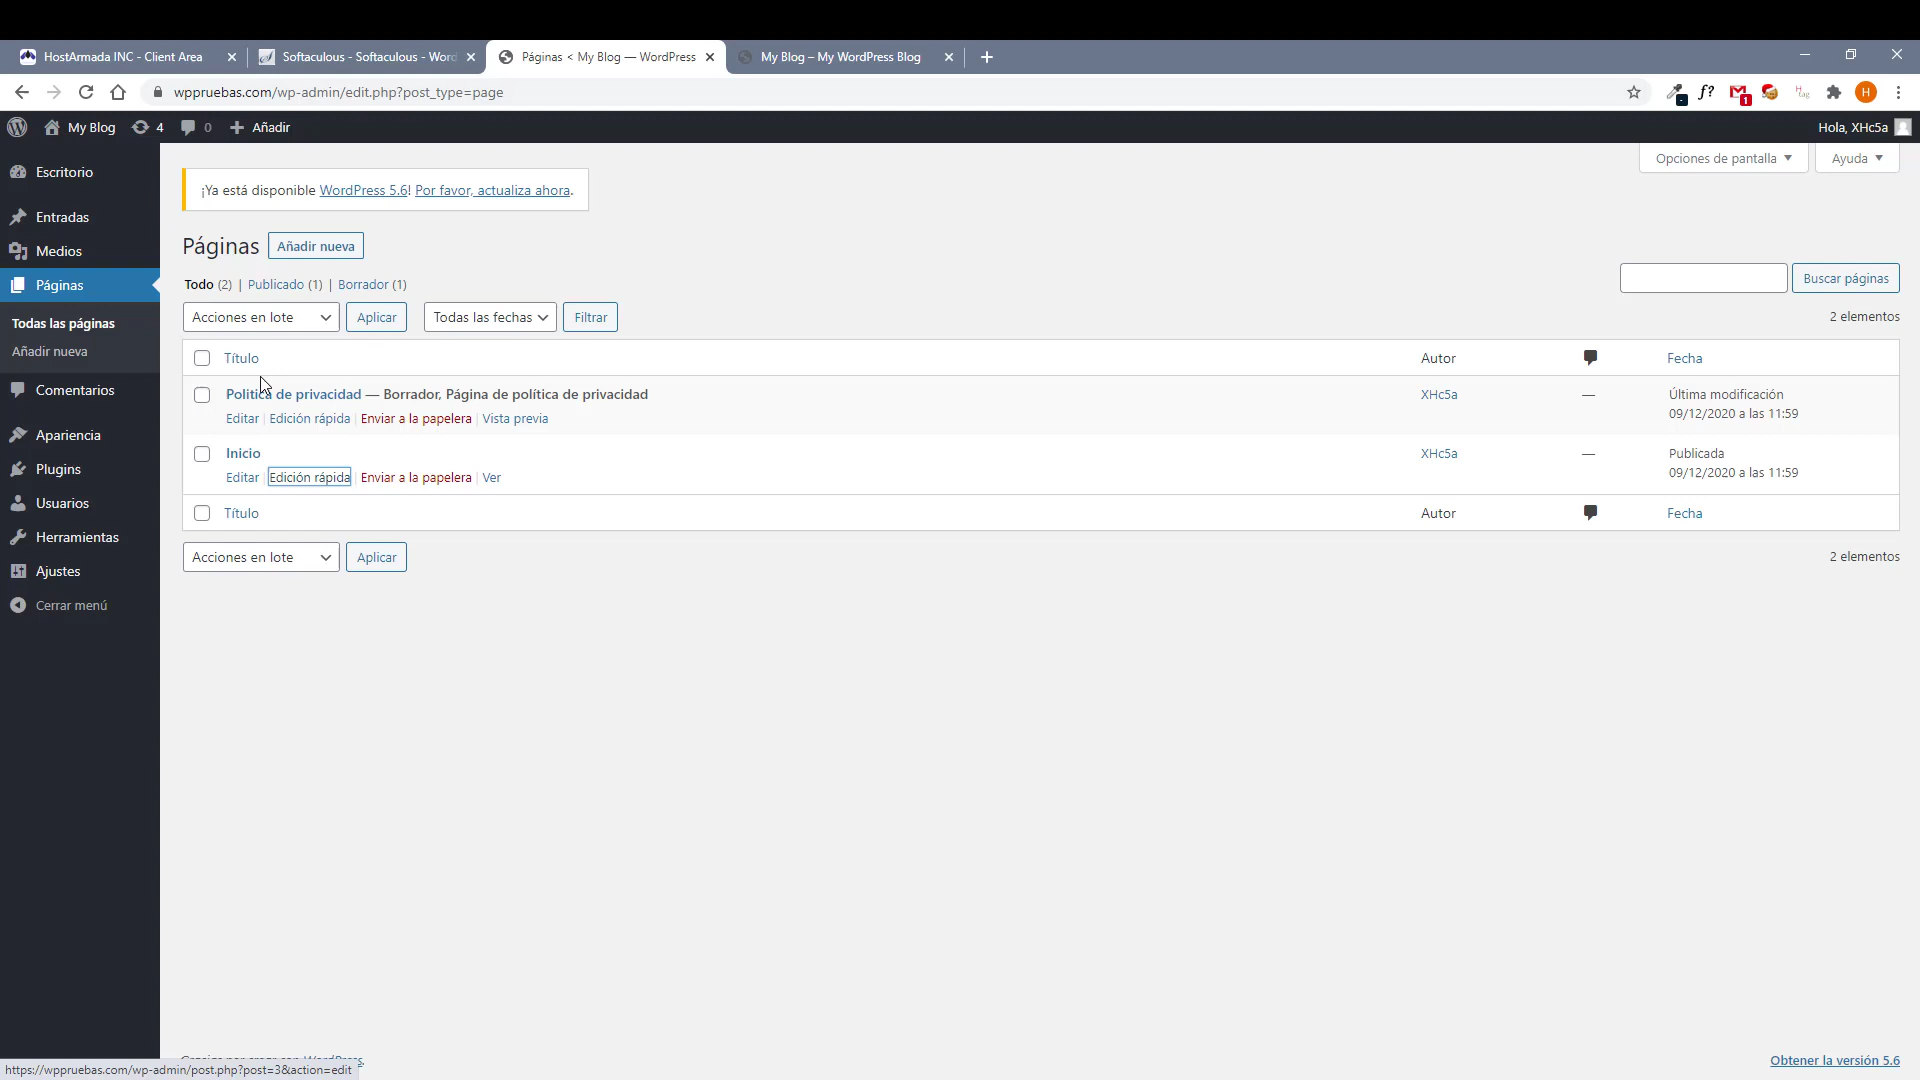 HostArmada INC - Client Area
Softaculous - Softaculous - Word
Páginas < My Blog — WordPress
My Blog – My WordPress Blog
wppruebas.com/wp-admin/edit.php?post_type=page
f?
1
H
My Blog 4 0 Añadir
Hola, XHc5a
Opciones de pantalla
Ayuda
Escritorio
Entradas
Medios
Páginas
Todas las páginas
Añadir nueva
Comentarios
Apariencia
Plugins
Usuarios
Herramientas
Ajustes
Cerrar menú
¡Ya está disponible WordPress 5.6! Por favor, actualiza ahora.
Páginas Añadir nueva
Todo (2) | Publicado (1) | Borrador (1)
Buscar páginas
Acciones en lote Aplicar Todas las fechas Filtrar
2 elementos
Título Autor Fecha
Política de privacidad — Borrador, Página de política de privacidad XHc5a — Última modificación
09/12/2020 a las 11:59
Editar | Edición rápida | Enviar a la papelera | Vista previa
Inicio XHc5a — Publicada
09/12/2020 a las 11:59
Editar | Edición rápida | Enviar a la papelera | Ver
Título Autor Fecha
Acciones en lote Aplicar
2 elementos
WordPress.
https://wppruebas.com/wp-admin/post.php?post=3&action=edit
Obtener la versión 5.6